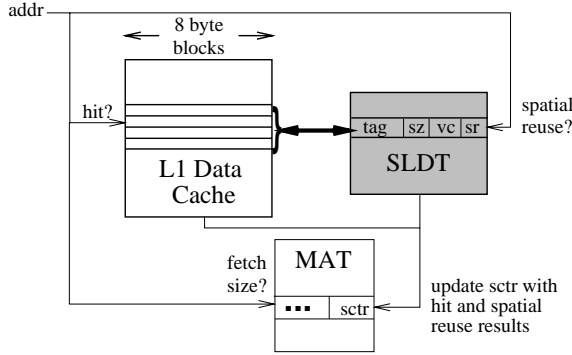 addr
8 byte
blocks
hit?
tag sz vc sr
spatial
reuse?
L1 Data
Cache
SLDT
MAT
fetch
size?
... sctr
update sctr with
hit and spatial
reuse results